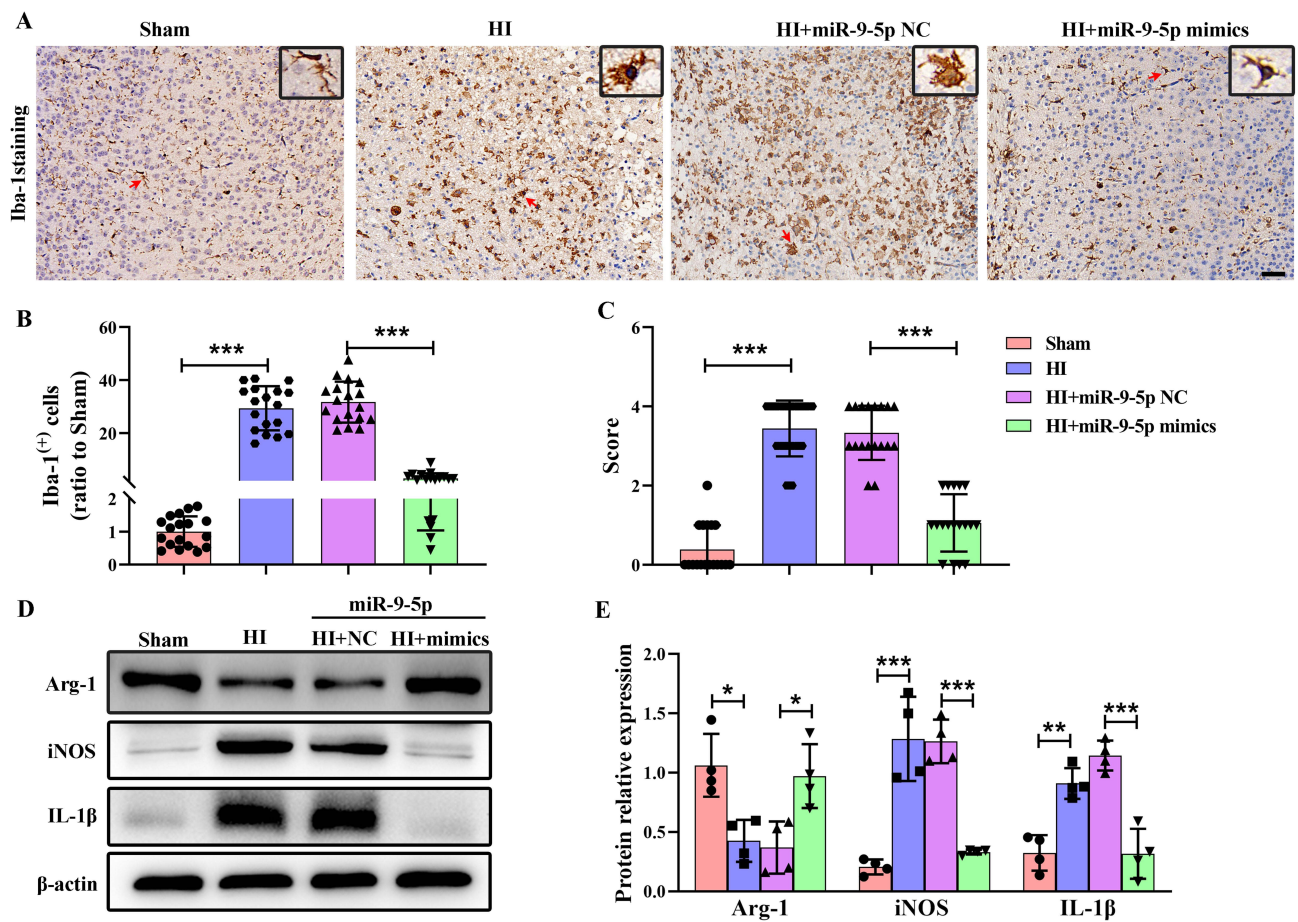 A
Sham
HI
HI+miR-9-5p NC
HI+miR-9-5p mimics
Iba-1staining
B
Iba-1(+) cells
(ratio to Sham)
60
40
20
2
1
0
***
***
C
Score
6
4
2
0
***
***
Sham
HI
HI+miR-9-5p NC
HI+miR-9-5p mimics
D
miR-9-5p
Sham
HI
HI+NC
HI+mimics
Arg-1
iNOS
IL-1β
β-actin
E
Protein relative expression
2.0
1.5
1.0
0.5
0.0
*
*
***
***
**
***
Arg-1
iNOS
IL-1β